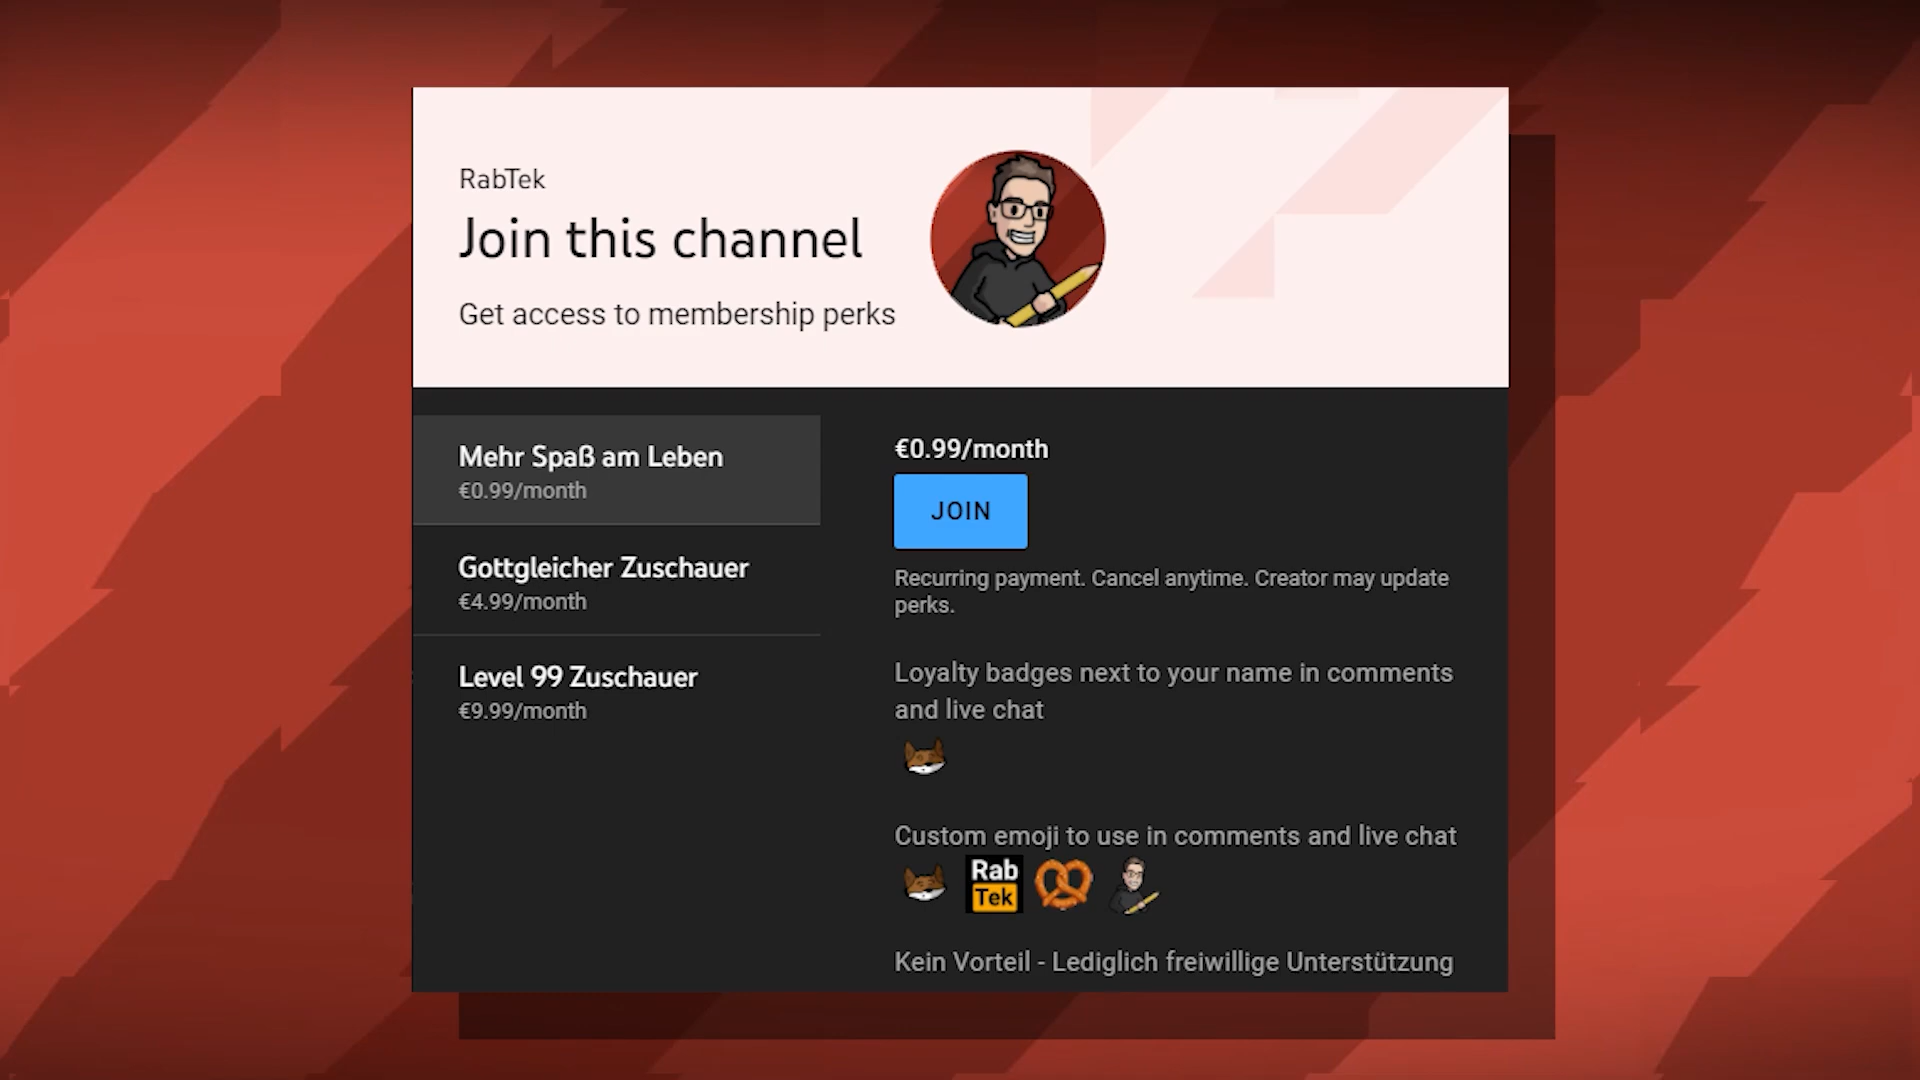 RabTek
Join this channel
Get access to membership perks
Mehr Spaß am Leben
€0.99/month
Gottgleicher Zuschauer
€4.99/month
Level 99 Zuschauer
€9.99/month
€0.99/month
JOIN
Recurring payment. Cancel anytime. Creator may update
perks.
Loyalty badges next to your name in comments
and live chat
Custom emoji to use in comments and live chat
Rab
Tek
Kein Vorteil - Lediglich freiwillige Unterstützung